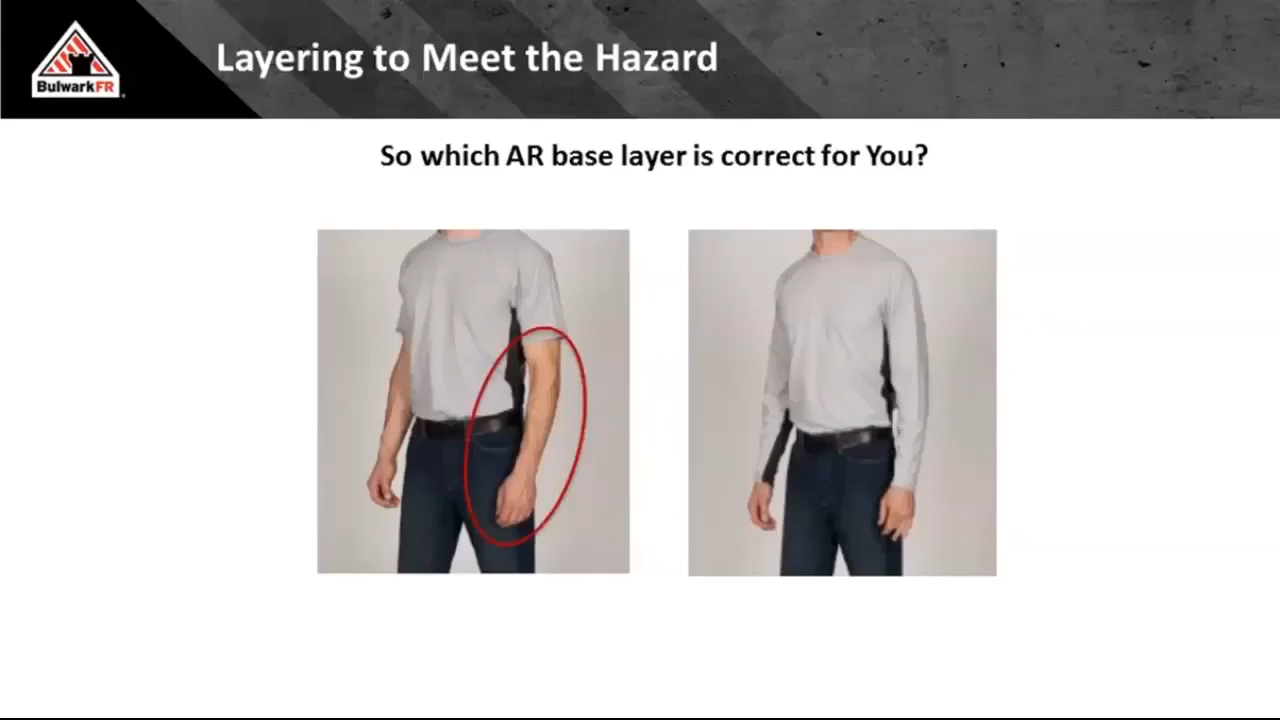 BulwarkFR
Layering to Meet the Hazard
So which AR base layer is correct for You?